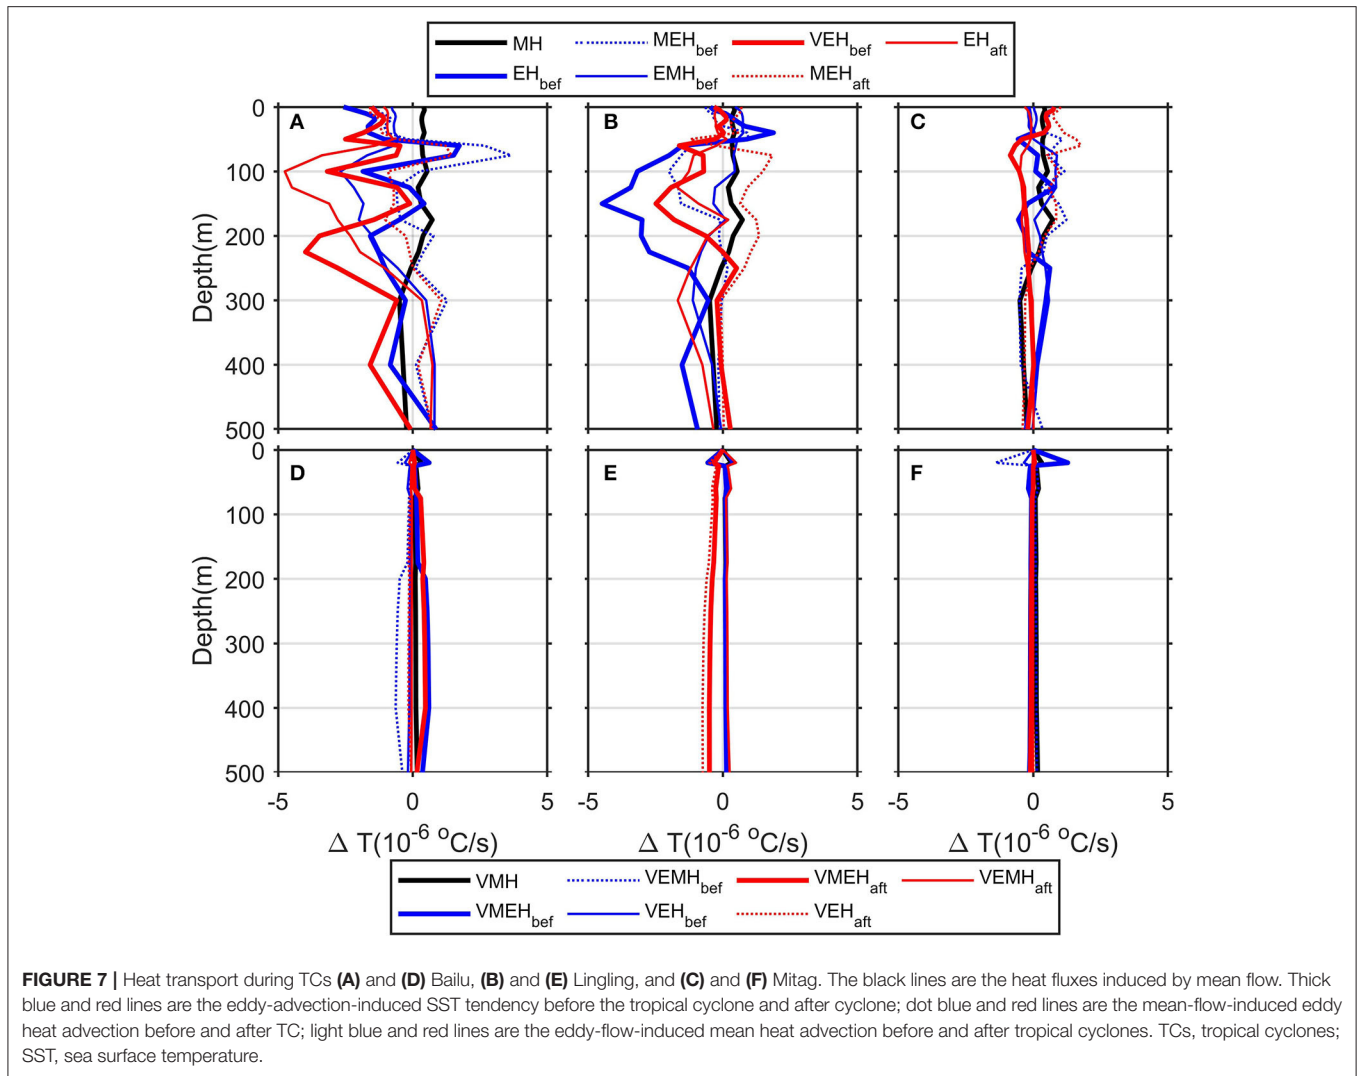 MH MEH_bef VEH_bef EH_aft
EH_bef EMH_bef MEH_aft
A B C
0
100
200
300
400
500
Depth(m)
D E F
0
100
200
300
400
500
Depth(m)
-5 0 5 -5 0 5 -5 0 5
Δ T(10^-6 °C/s) Δ T(10^-6 °C/s) Δ T(10^-6 °C/s)
VMH VEMH_bef VMEH_aft VEMH_aft
VMEH_bef VEH_bef VEH_aft
FIGURE 7 | Heat transport during TCs (A) and (D) Bailu, (B) and (E) Lingling, and (C) and (F) Mitag. The black lines are the heat fluxes induced by mean flow. Thick
blue and red lines are the eddy-advection-induced SST tendency before the tropical cyclone and after cyclone; dot blue and red lines are the mean-flow-induced eddy
heat advection before and after TC; light blue and red lines are the eddy-flow-induced mean heat advection before and after tropical cyclones. TCs, tropical cyclones;
SST, sea surface temperature.